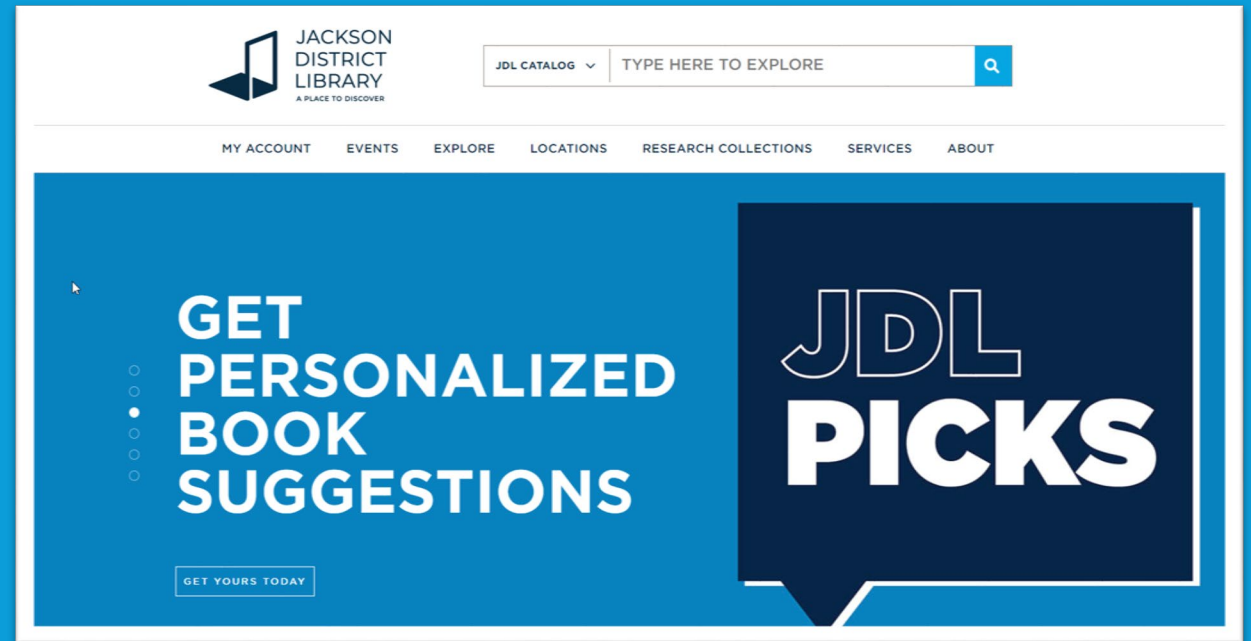 JACKSON
DISTRICT
LIBRARY
A PLACE TO DISCOVER
JDL CATALOG
TYPE HERE TO EXPLORE
MY ACCOUNT EVENTS EXPLORE LOCATIONS RESEARCH COLLECTIONS SERVICES ABOUT
GET
PERSONALIZED
BOOK
SUGGESTIONS
GET YOURS TODAY
JDL
PICKS